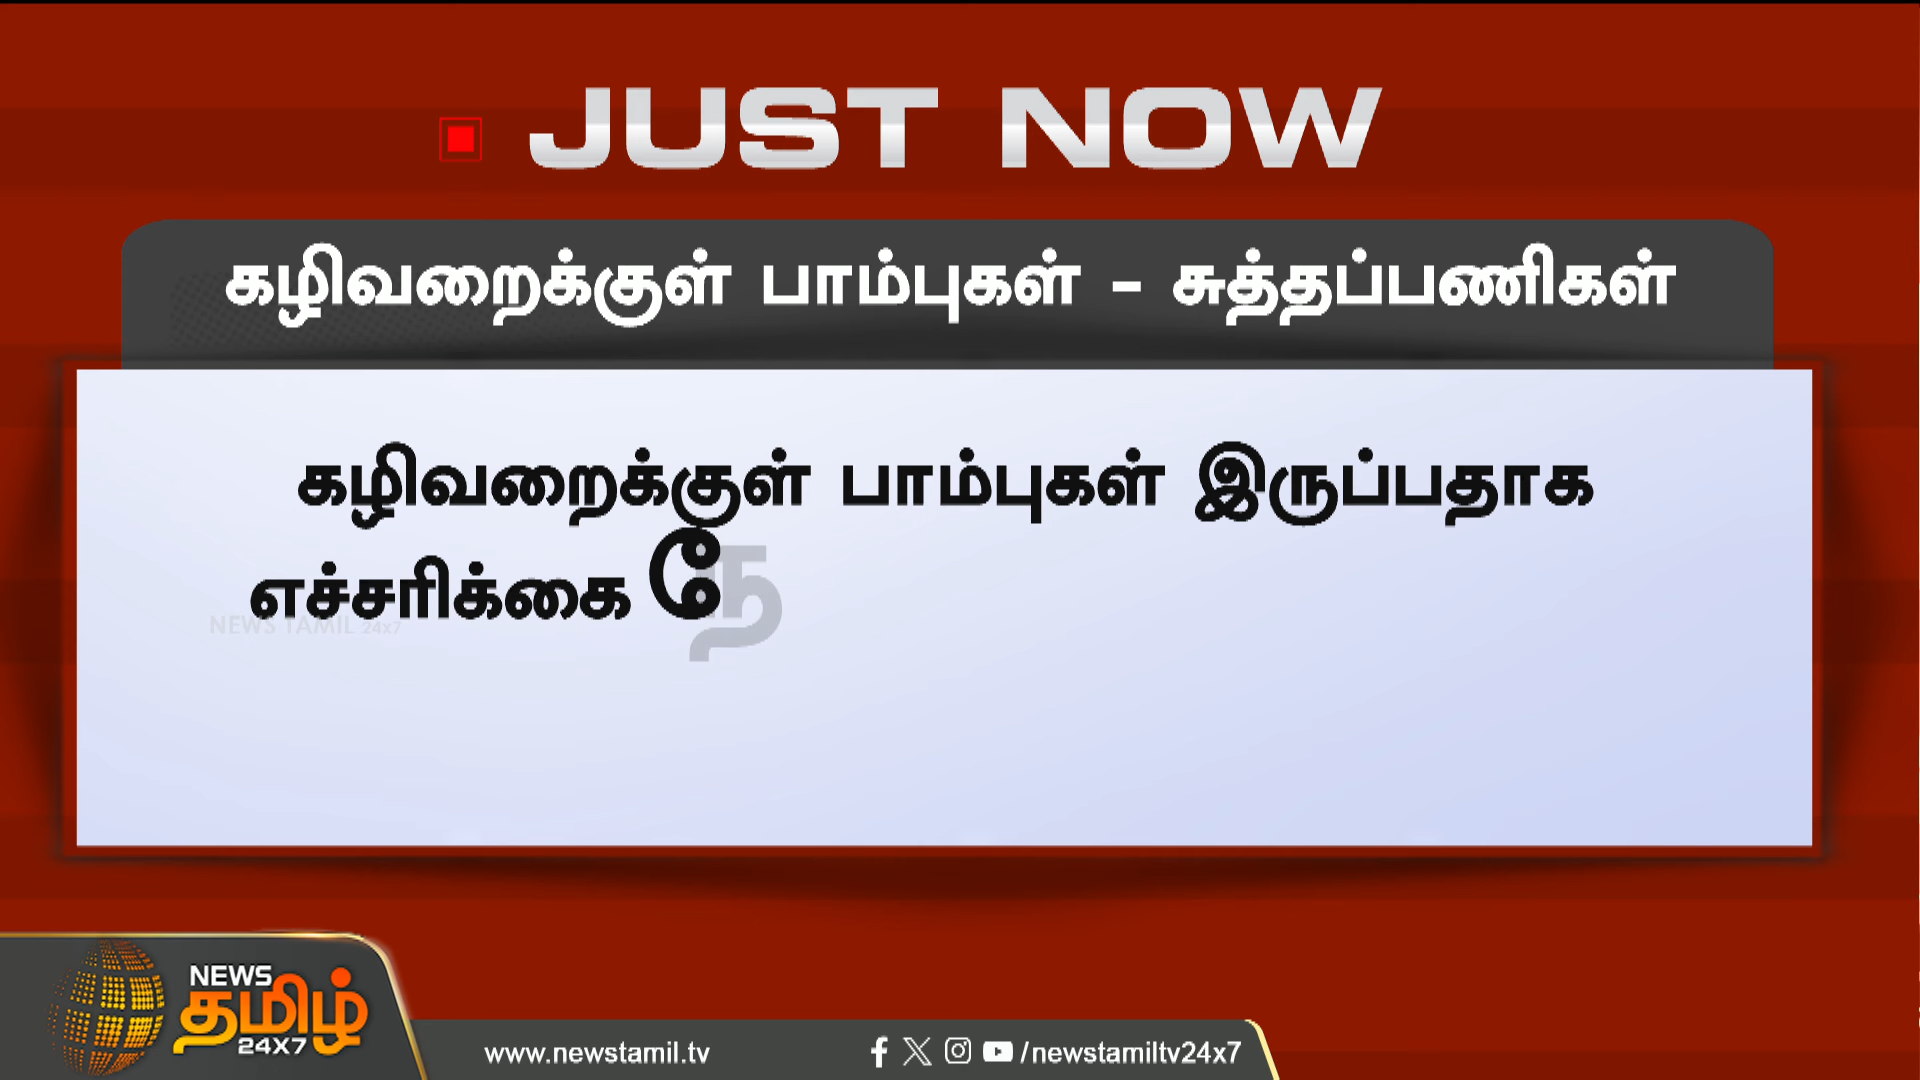 JUST NOW
கழிவறைக்குள் பாம்புகள் - சுத்தப்பணிகள்
கழிவறைக்குள் பாம்புகள் இருப்பதாக
எச்சரிக்கை நே
NEWS TAMIL 24x7
NEWS
தமிழ்
24X7
www.newstamil.tv
/newstamiltv24x7